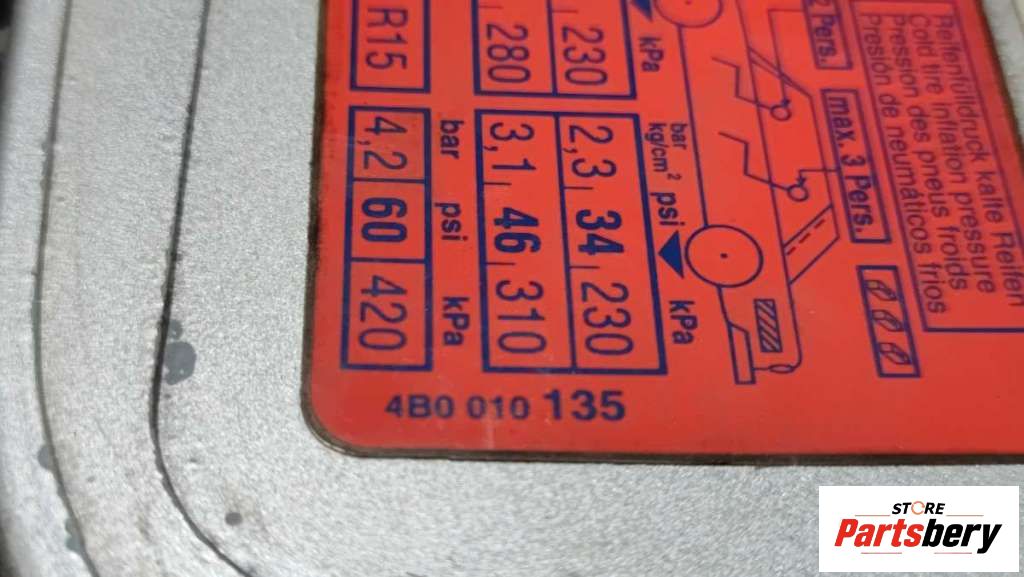 Reifenfülldruck kalte Reifen
Cold tire inflation pressure
Pression des pneus froids
Presión de neumáticos fríos
2 Pers.
max. 3 Pers.
kPa
bar
kg/cm² psi
kPa
230
2,3 34 230
280
3,1 46 310
bar psi kPa
R15
4,2 60 420
4B0 010 135
STORE
Partsbery